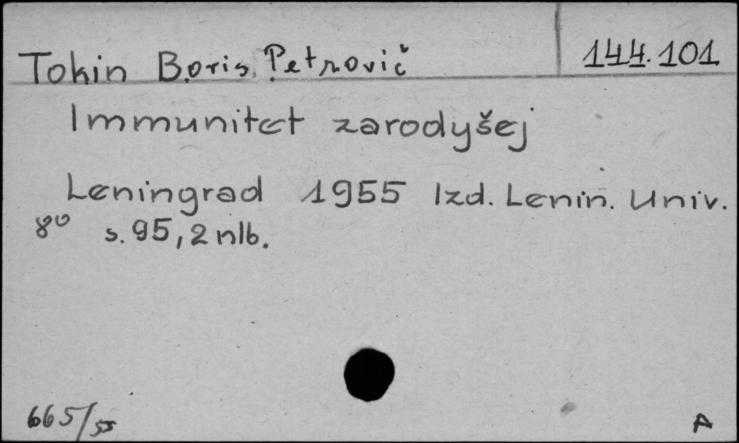 Tokin Boris Petrovič 144.101
Immunitet zarodyšej
Leningrad 1955 Izd. Lenin. Univ.
8° s. 95, 2 nlb.
665/55 A